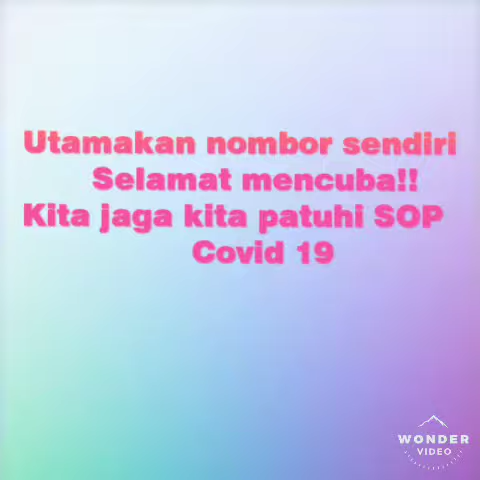 Utamakan nombor sendiri
Selamat mencuba!!
Kita jaga kita patuhi SOP
Covid 19
WONDER
VIDEO